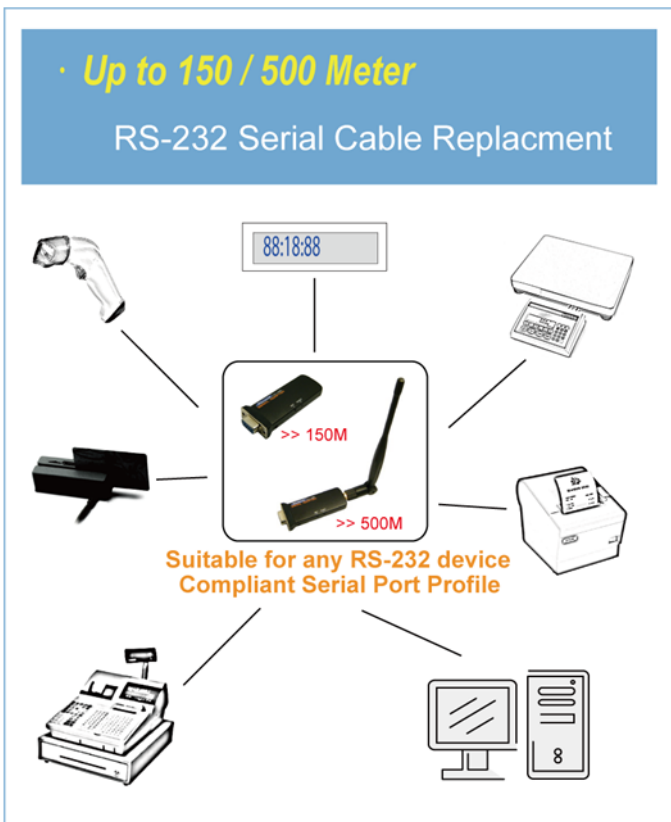 · Up to 150 / 500 Meter
RS-232 Serial Cable Replacment
88:18:88
>> 150M
>> 500M
Suitable for any RS-232 device
Compliant Serial Port Profile